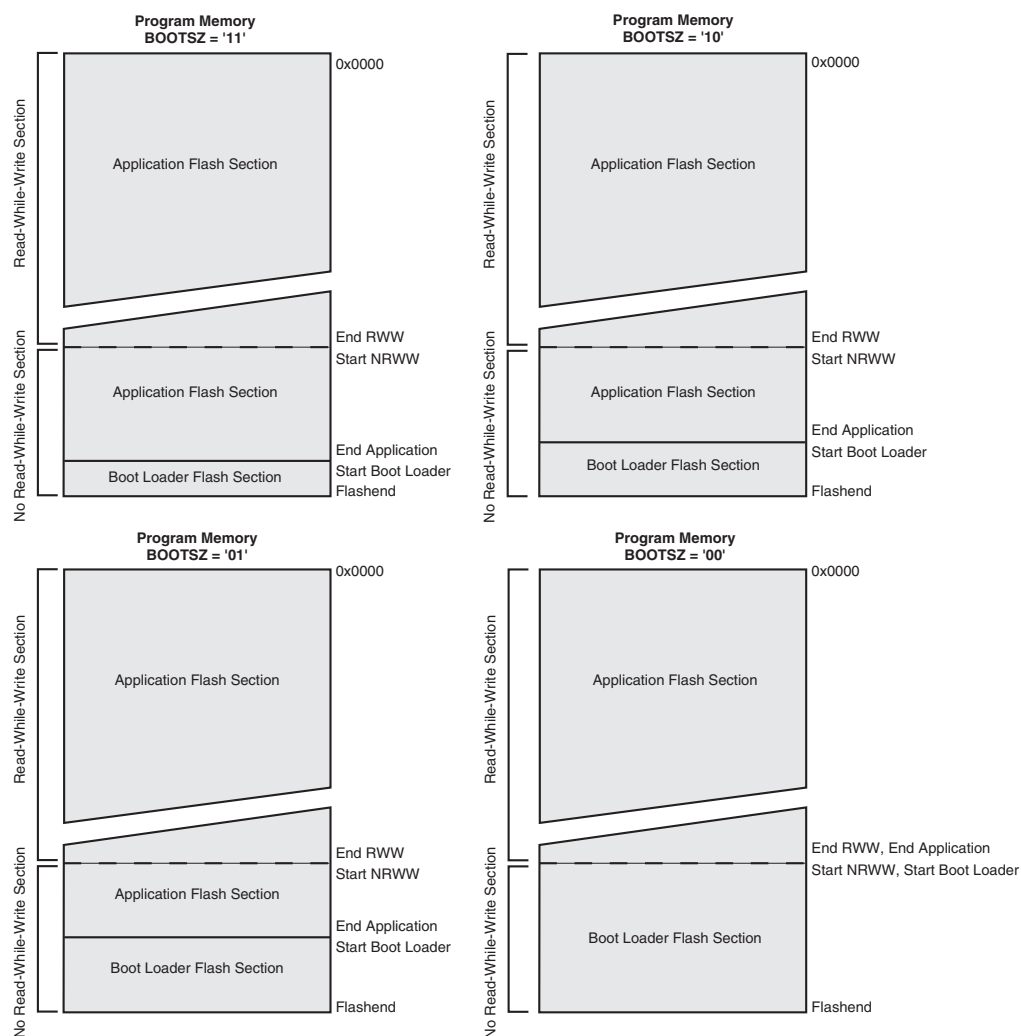 Program Memory
BOOTSZ = '11'
0x0000
Read-While-Write Section
Application Flash Section
End RWW
Start NRWW
No Read-While-Write Section
Application Flash Section
End Application
Start Boot Loader
Boot Loader Flash Section
Flashend
Program Memory
BOOTSZ = '10'
0x0000
Read-While-Write Section
Application Flash Section
End RWW
Start NRWW
No Read-While-Write Section
Application Flash Section
End Application
Start Boot Loader
Boot Loader Flash Section
Flashend
Program Memory
BOOTSZ = '01'
0x0000
Read-While-Write Section
Application Flash Section
End RWW
Start NRWW
No Read-While-Write Section
Application Flash Section
End Application
Start Boot Loader
Boot Loader Flash Section
Flashend
Program Memory
BOOTSZ = '00'
0x0000
Read-While-Write Section
Application Flash Section
End RWW, End Application
Start NRWW, Start Boot Loader
No Read-While-Write Section
Boot Loader Flash Section
Flashend